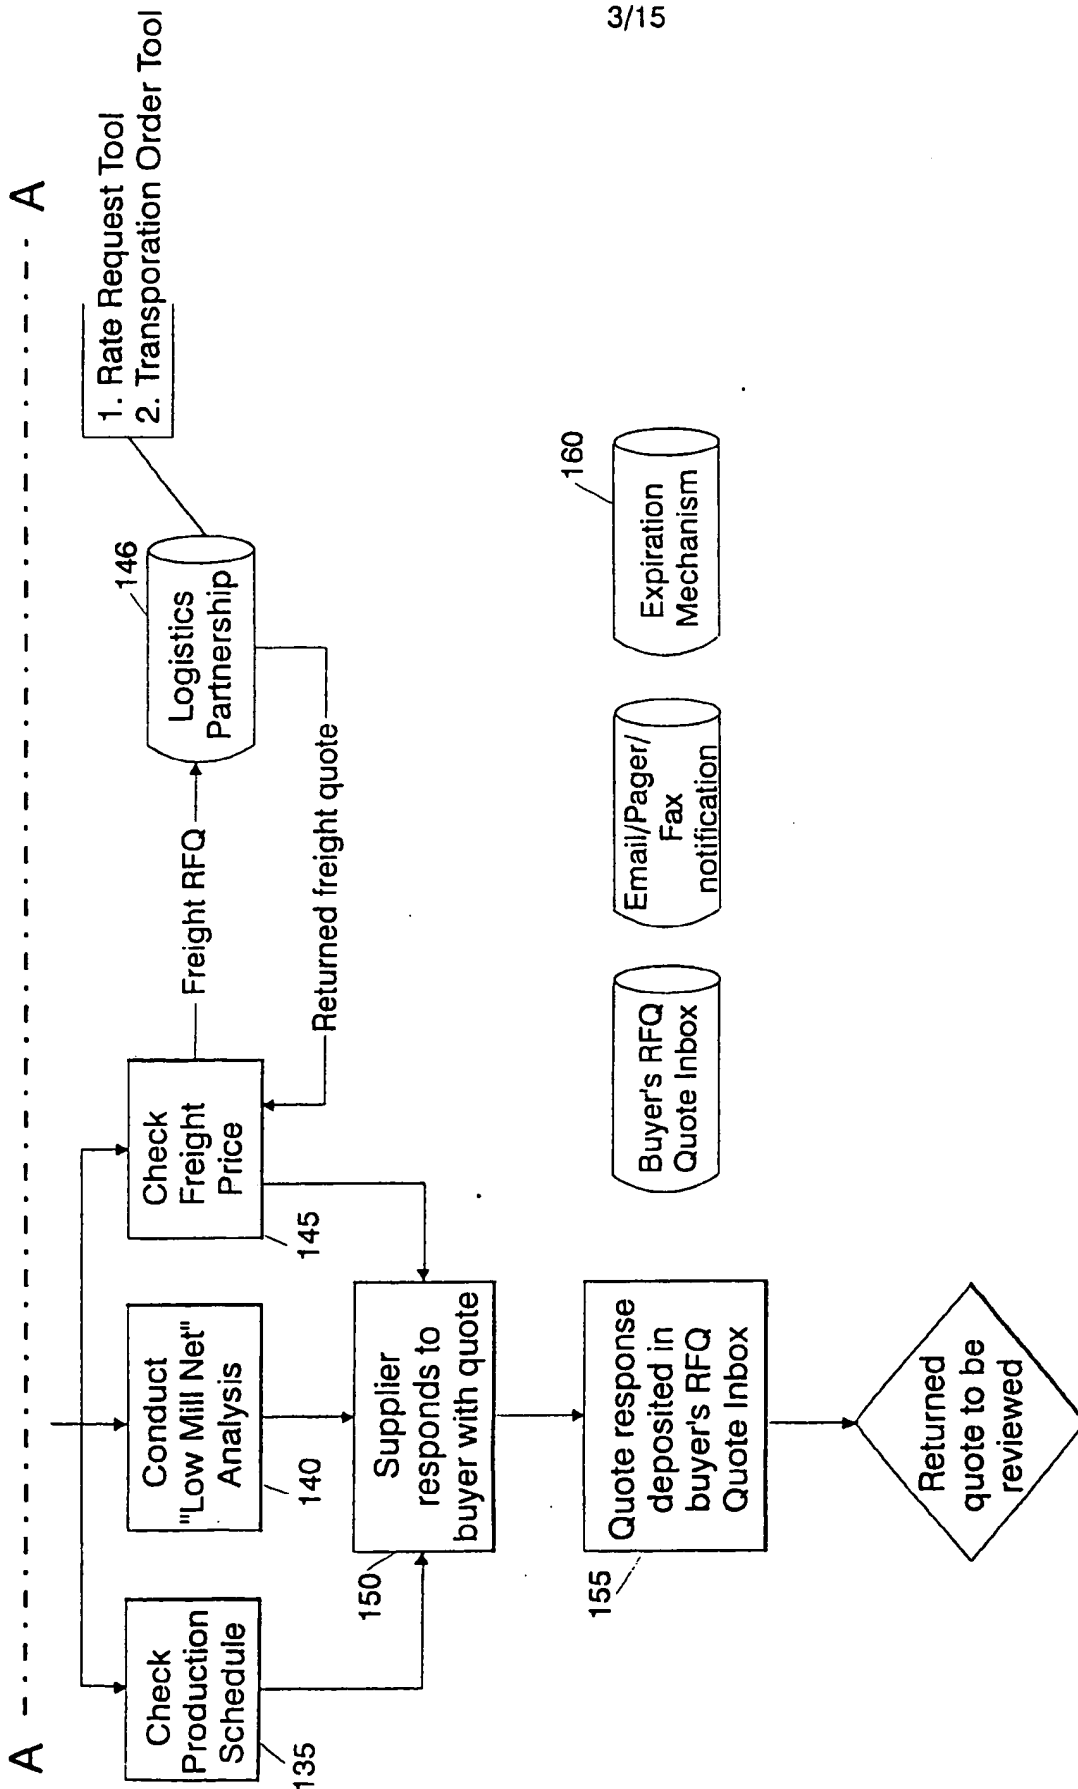 3/15
A
A
1. Rate Request Tool
2. Transporation Order Tool
146
Logistics
Partnership
Freight RFQ
Returned freight quote
Check
Production
Schedule
135
Conduct
"Low Mill Net"
Analysis
140
Check
Freight
Price
145
Supplier
responds to
buyer with quote
150
Quote response
deposited in
buyer's RFQ
Quote Inbox
155
Buyer's RFQ
Quote Inbox
Email/Pager/
Fax
notification
Expiration
Mechanism
160
Returned
quote to be
reviewed